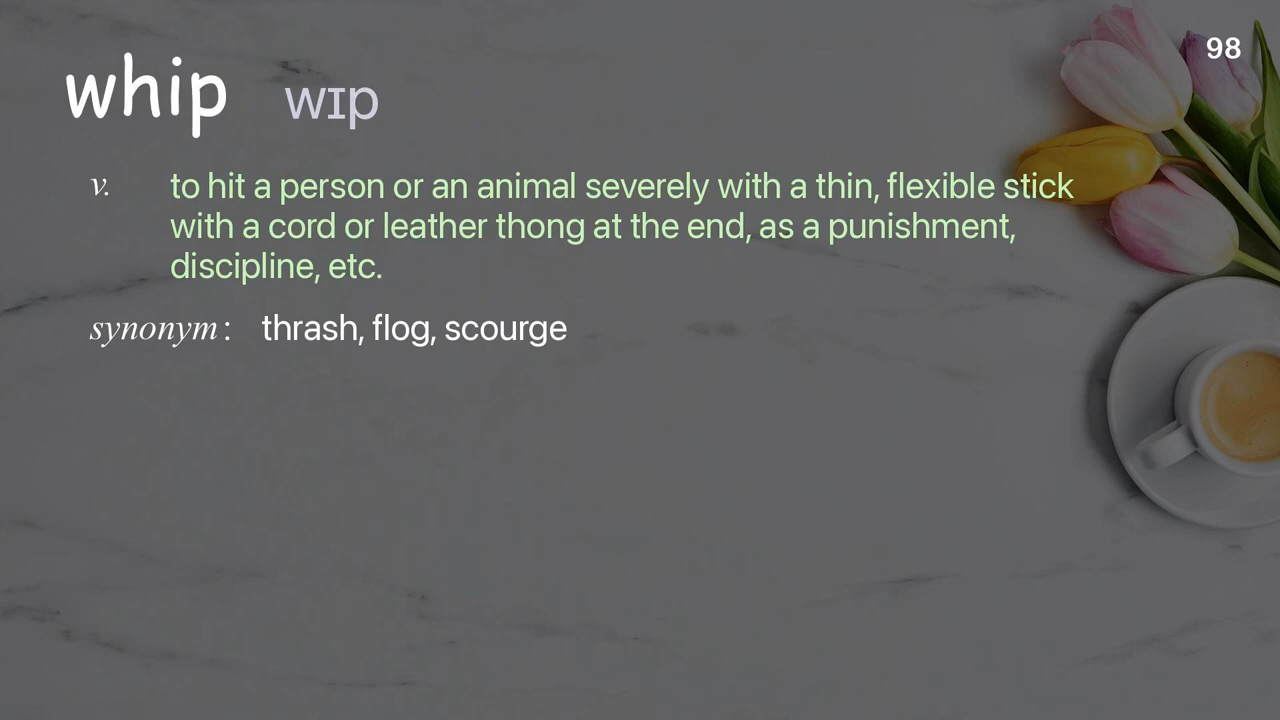 98
whip wɪp
v. to hit a person or an animal severely with a thin, flexible stick
with a cord or leather thong at the end, as a punishment,
discipline, etc.
synonym: thrash, flog, scourge